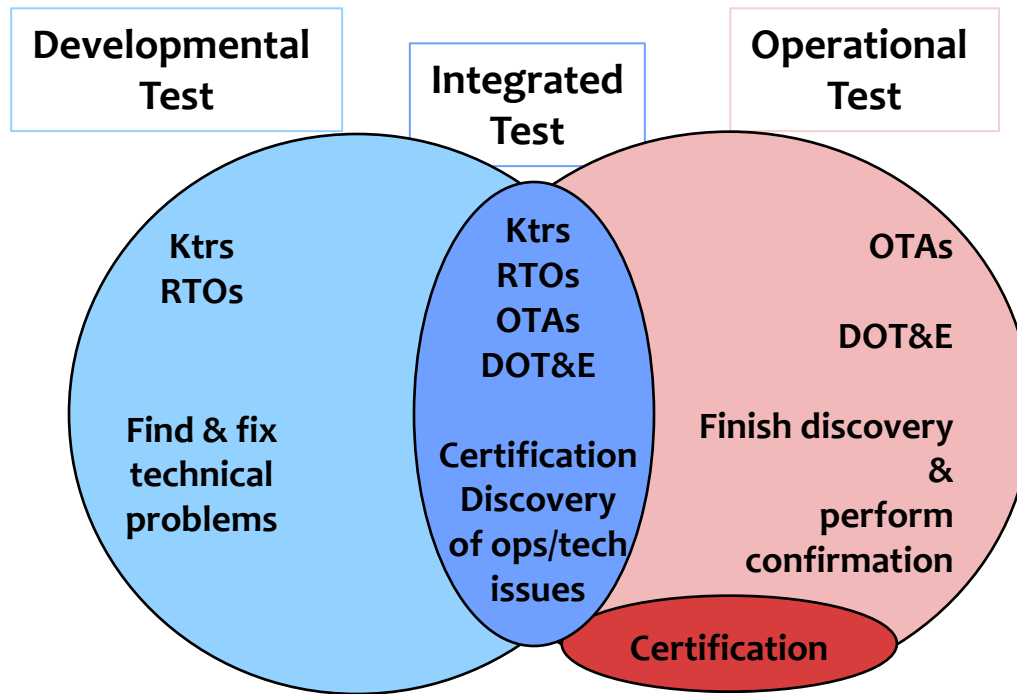 Developmental
Test
Integrated
Test
Operational
Test
Ktrs
RTOs
Find & fix
technical
problems
Ktrs
RTOs
OTAs
DOT&E
Certification
Discovery
of ops/tech
issues
OTAs
DOT&E
Finish discovery
&
perform
confirmation
Certification